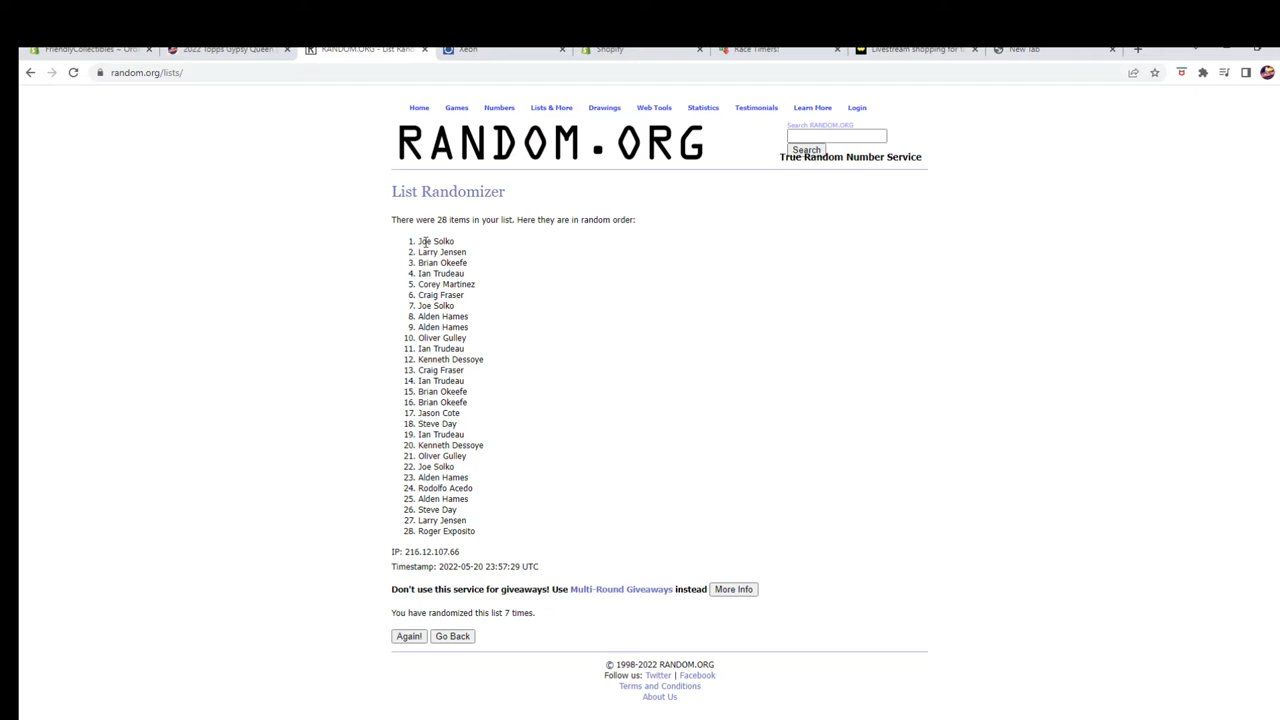 FriendlyCollectibles ~ Or
2022 Topps Gypsy Queen
RANDOM.ORG - List Ran
Xeon
Shopify
Race Timers!
Livestream shopping for
New Tab
random.org/lists/
Home Games Numbers Lists & More Drawings Web Tools Statistics Testimonials Learn More Login
Search RANDOM.ORG
RANDOM.ORG
Search
True Random Number Service
List Randomizer
There were 28 items in your list. Here they are in random order:
1. Joe Solko
2. Larry Jensen
3. Brian Okeefe
4. Ian Trudeau
5. Corey Martinez
6. Craig Fraser
7. Joe Solko
8. Alden Hames
9. Alden Hames
10. Oliver Gulley
11. Ian Trudeau
12. Kenneth Dessoye
13. Craig Fraser
14. Ian Trudeau
15. Brian Okeefe
16. Brian Okeefe
17. Jason Cote
18. Steve Day
19. Ian Trudeau
20. Kenneth Dessoye
21. Oliver Gulley
22. Joe Solko
23. Alden Hames
24. Rodolfo Acedo
25. Alden Hames
26. Steve Day
27. Larry Jensen
28. Roger Exposito
IP: 216.12.107.66
Timestamp: 2022-05-20 23:57:29 UTC
Don't use this service for giveaways! Use Multi-Round Giveaways instead More Info
You have randomized this list 7 times.
Again! Go Back
© 1998-2022 RANDOM.ORG
Follow us: Twitter | Facebook
Terms and Conditions
About Us